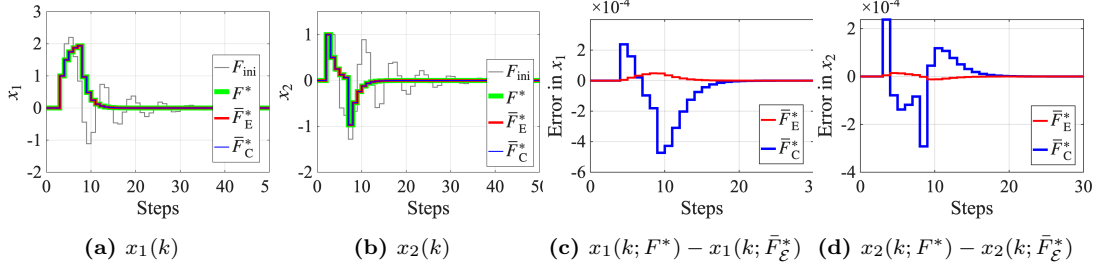 3
2
1
0
-1
-2
0 10 20 30 40 50
x₁
Steps
F_ini
F*
F̄*_E
F̄*_C
(a) x₁(k)
2
1
0
-1
-2
0 10 20 30 40 50
x₂
Steps
F_ini
F*
F̄*_E
F̄*_C
(b) x₂(k)
×10⁻⁴
4
2
0
-2
-4
-6
0 10 20 3
Error in x₁
Steps
F̄*_E
F̄*_C
(c) x₁(k; F*) − x₁(k; F̄*_ℰ)
×10⁻⁴
2
0
-2
-4
0 10 20 30
Error in x₂
Steps
F̄*_E
F̄*_C
(d) x₂(k; F*) − x₂(k; F̄*_ℰ)